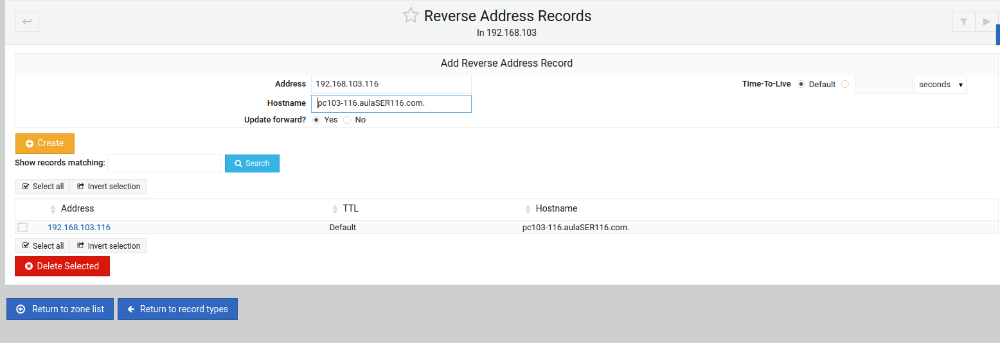 Reverse Address Records
In 192.168.103
Add Reverse Address Record
Address 192.168.103.116 Time-To-Live Default seconds
Hostname pc103-116.aulaSER116.com.
Update forward? Yes No
Create
Show records matching: Search
Select all Invert selection
Address TTL Hostname
192.168.103.116 Default pc103-116.aulaSER116.com.
Select all Invert selection
Delete Selected
Return to zone list Return to record types